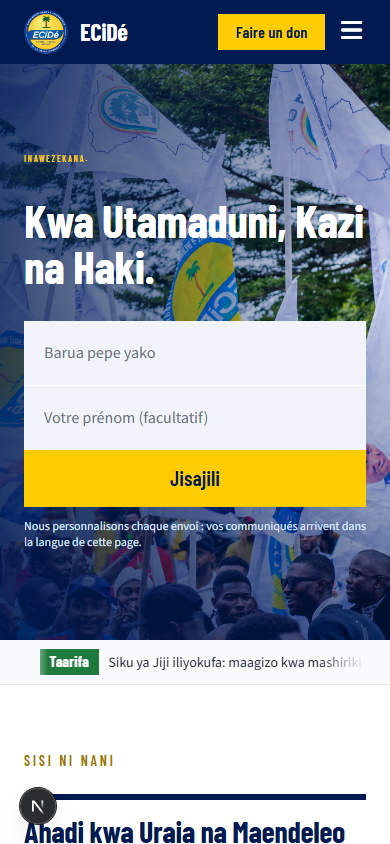 ECiDé
ECiDé
Faire un don
INAWEZEKANA.
Kwa Utamaduni, Kazi
na Haki.
Barua pepe yako
Votre prénom (facultatif)
Jisajili
Nous personnalisons chaque envoi : vos communiqués arrivent dans
la langue de cette page.
Taarifa
Siku ya Jiji iliyokufa: maagizo kwa mashirik
SISI NI NANI
N
Ahadi kwa Uraia na Maendeleo